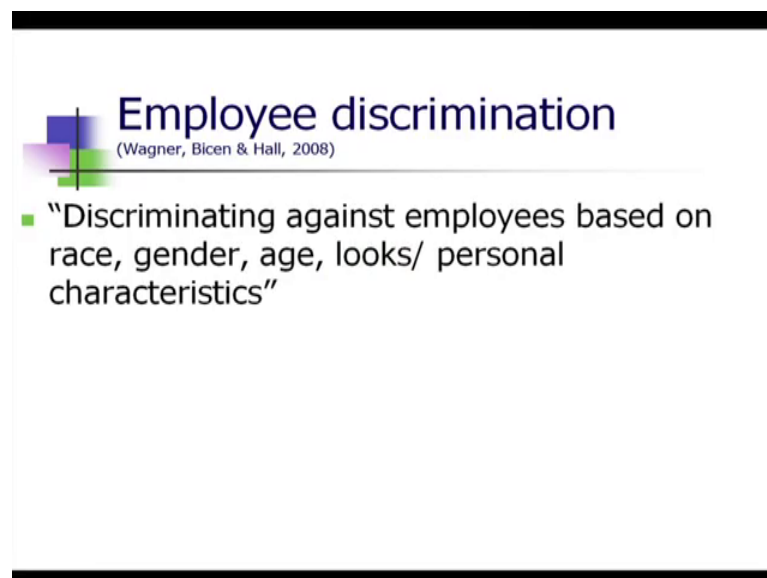 Employee discrimination
(Wagner, Bicen & Hall, 2008)
“Discriminating against employees based on
race, gender, age, looks/ personal
characteristics”